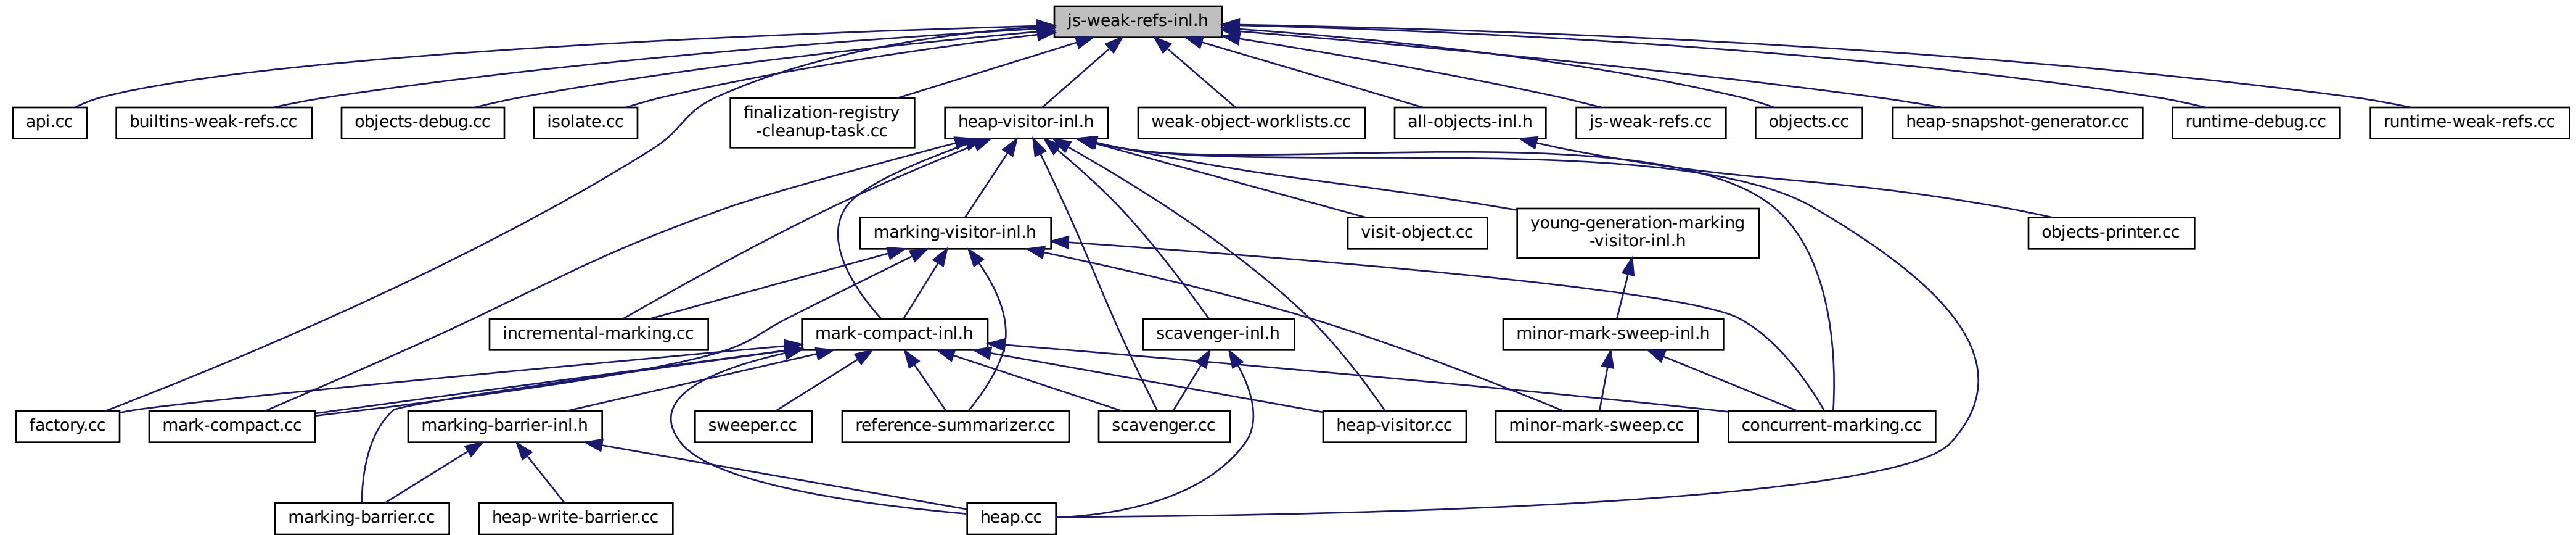 js-weak-refs-inl.h
api.cc
builtins-weak-refs.cc
objects-debug.cc
isolate.cc
finalization-registry
-cleanup-task.cc
heap-visitor-inl.h
weak-object-worklists.cc
all-objects-inl.h
js-weak-refs.cc
objects.cc
heap-snapshot-generator.cc
runtime-debug.cc
runtime-weak-refs.cc
marking-visitor-inl.h
visit-object.cc
young-generation-marking
-visitor-inl.h
objects-printer.cc
incremental-marking.cc
mark-compact-inl.h
scavenger-inl.h
minor-mark-sweep-inl.h
factory.cc
mark-compact.cc
marking-barrier-inl.h
sweeper.cc
reference-summarizer.cc
scavenger.cc
heap-visitor.cc
minor-mark-sweep.cc
concurrent-marking.cc
marking-barrier.cc
heap-write-barrier.cc
heap.cc